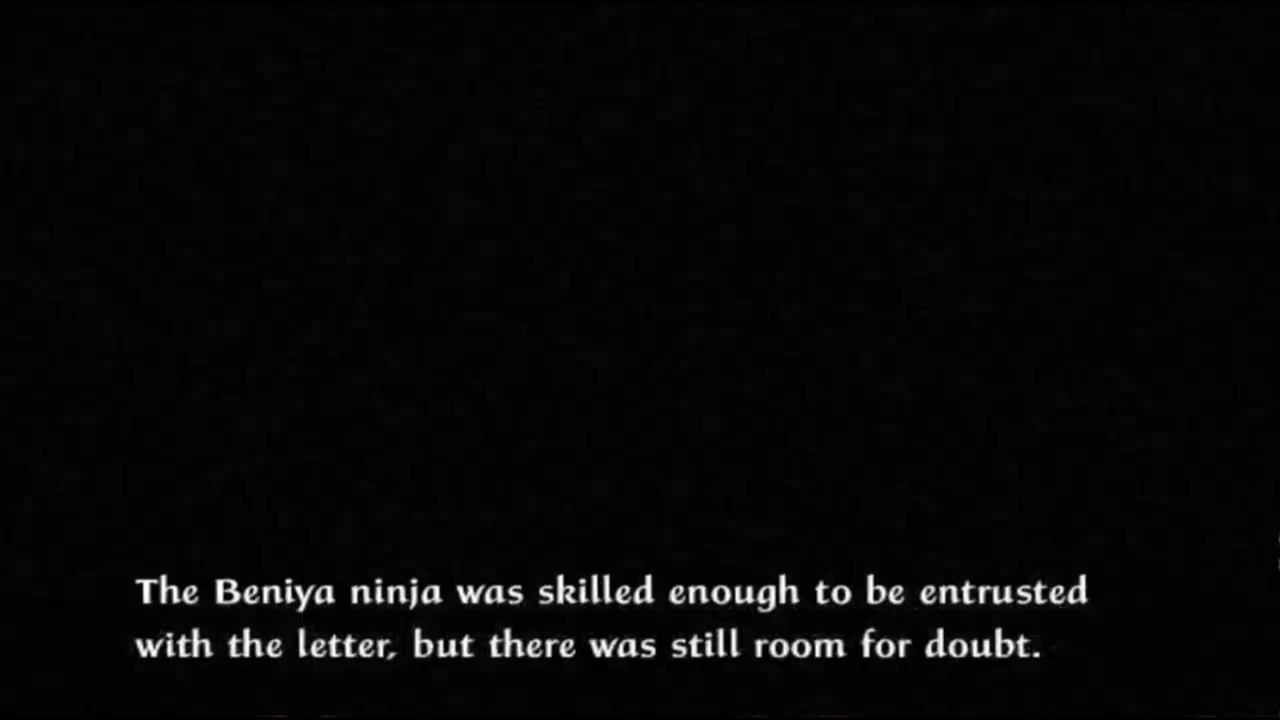 The Beniya ninja was skilled enough to be entrusted
with the letter, but there was still room for doubt.